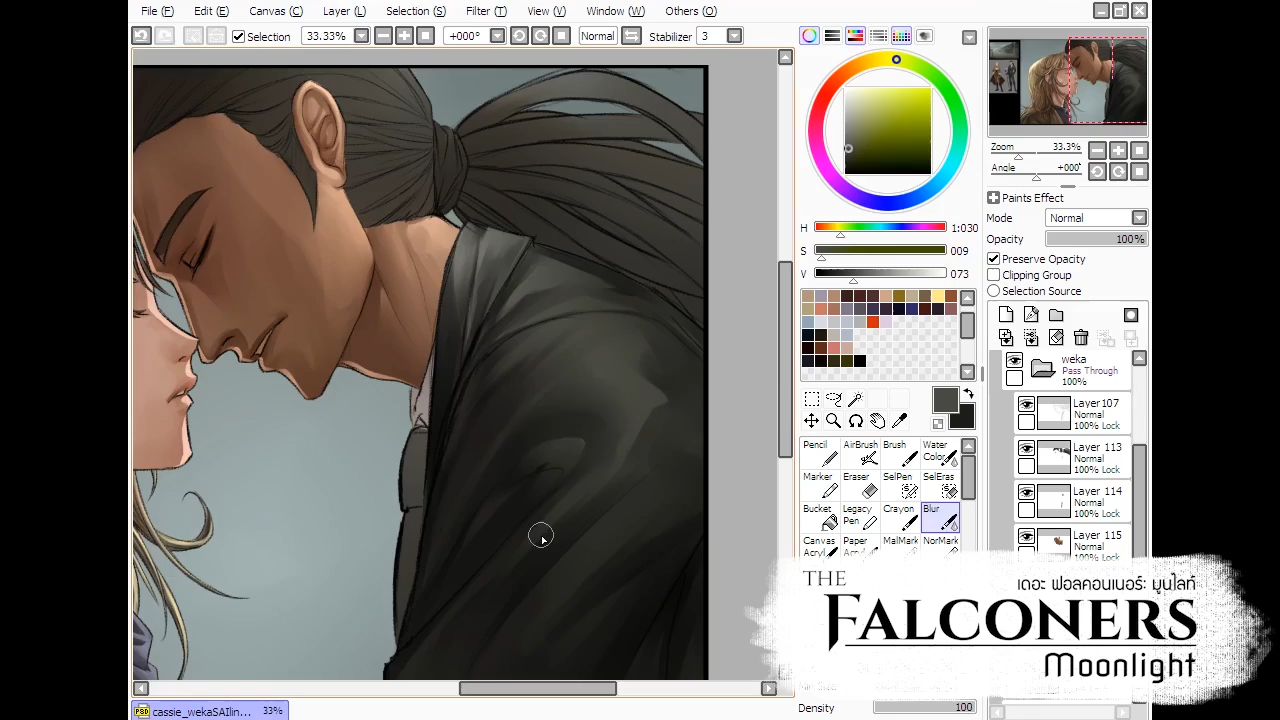 File (F) Edit (E) Canvas (C) Layer (L) Selection (S) Filter (T) View (V) Window (W) Others (O)
Selection 33.33% +000° Normal Stabilizer 3
Zoom 33.3%
Angle +000°
Paints Effect
Mode Normal
Opacity 100%
Preserve Opacity
Clipping Group
Selection Source
H 1:030
S 009
V 073
weka
Pass Through
100%
Layer107
Normal
100% Lock
Layer 113
Normal
100% Lock
Layer 114
Normal
100% Lock
Layer 115
Normal
Pencil AirBrush Brush Water Color
Marker Eraser SelPen SelEras
Bucket Legacy Pen Crayon Blur
Canvas Acryl Paper MalMark NorMark
THE
เดอะ ฟอลคอนเนอร์ะ มูนไลท์
FALCONERS
Moonlight
Density 100
PSD cassie_wekaSAIlin... 33%